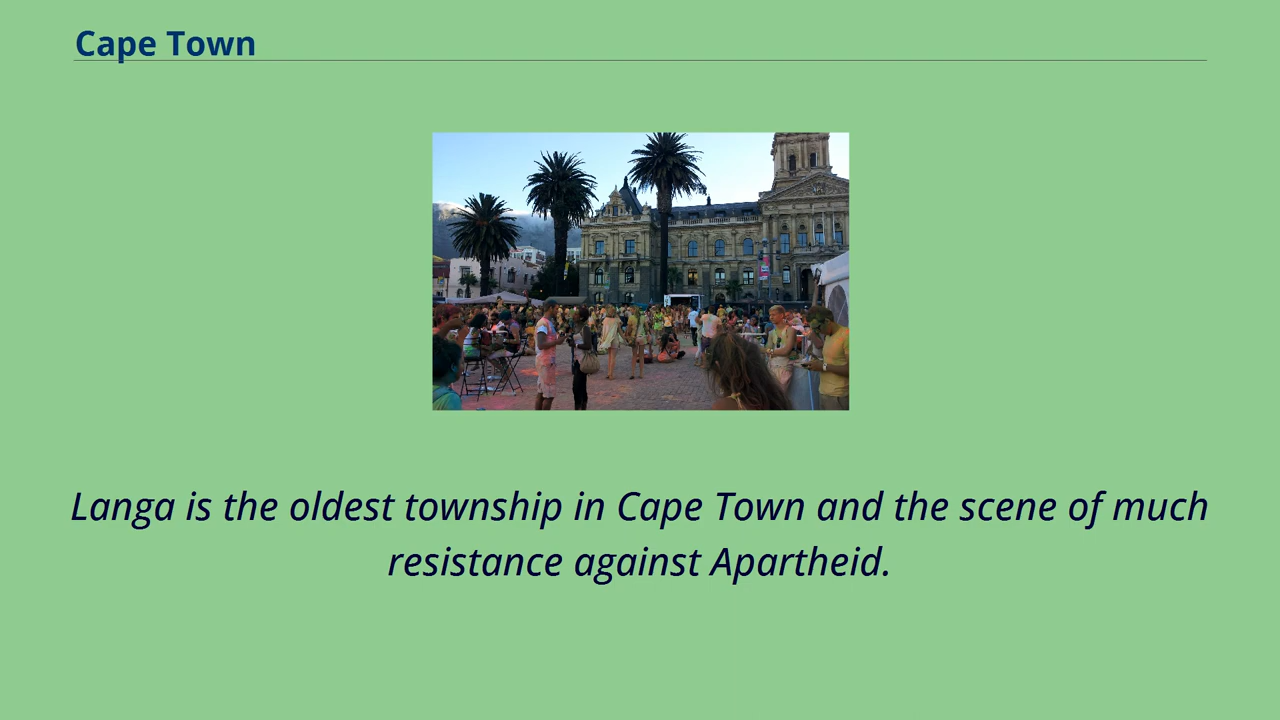 Cape Town
Langa is the oldest township in Cape Town and the scene of much
resistance against Apartheid.